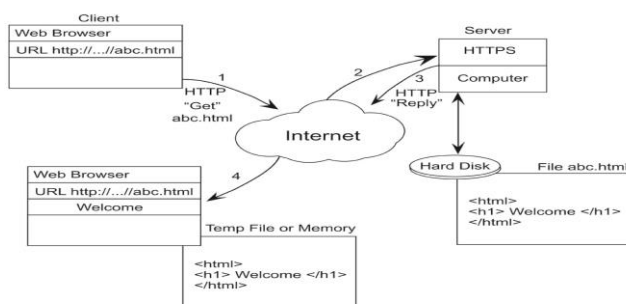 Client
Web Browser
URL http://...//abc.html
1
HTTP
"Get"
abc.html
2
Server
HTTPS
Computer
3
HTTP
"Reply"
Internet
Hard Disk
File abc.html
<html>
<h1> Welcome </h1>
</html>
4
Web Browser
URL http://...//abc.html
Welcome
Temp File or Memory
<html>
<h1> Welcome </h1>
</html>